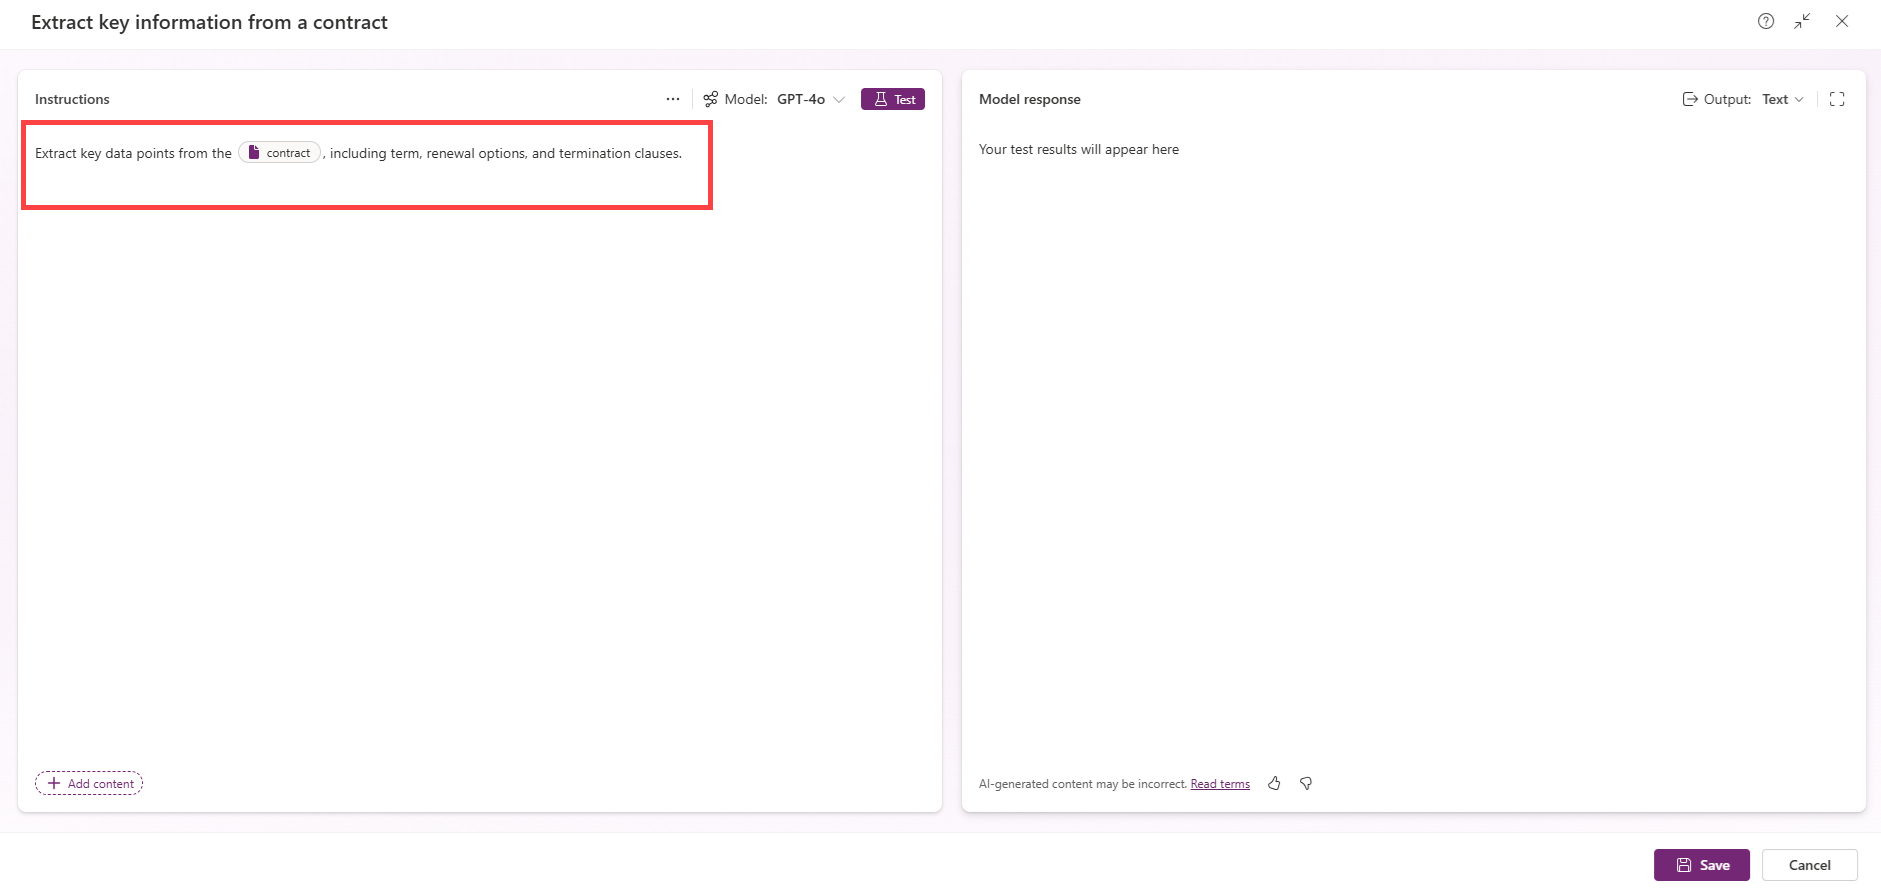 Extract key information from a contract
Instructions
Model: GPT-4o
Test
Extract key data points from the contract, including term, renewal options, and termination clauses.
Add content
Model response
Output: Text
Your test results will appear here
AI-generated content may be incorrect. Read terms
Save
Cancel